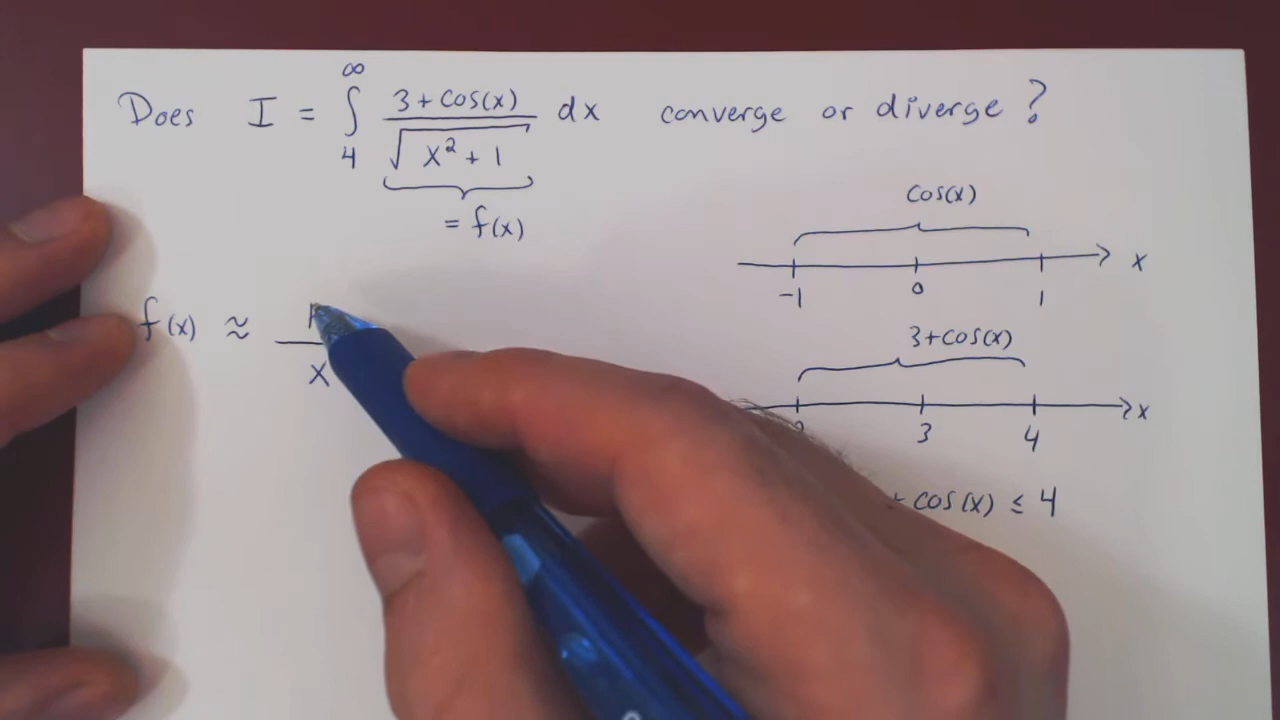 Does I = ∫₄^∞ (3 + cos(x)) / √(x² + 1) dx converge or diverge ?
= f(x)
cos(x)
-1 0 1 x
f(x) ≈ / x
3+cos(x)
3 4 x
cos(x) ≤ 4